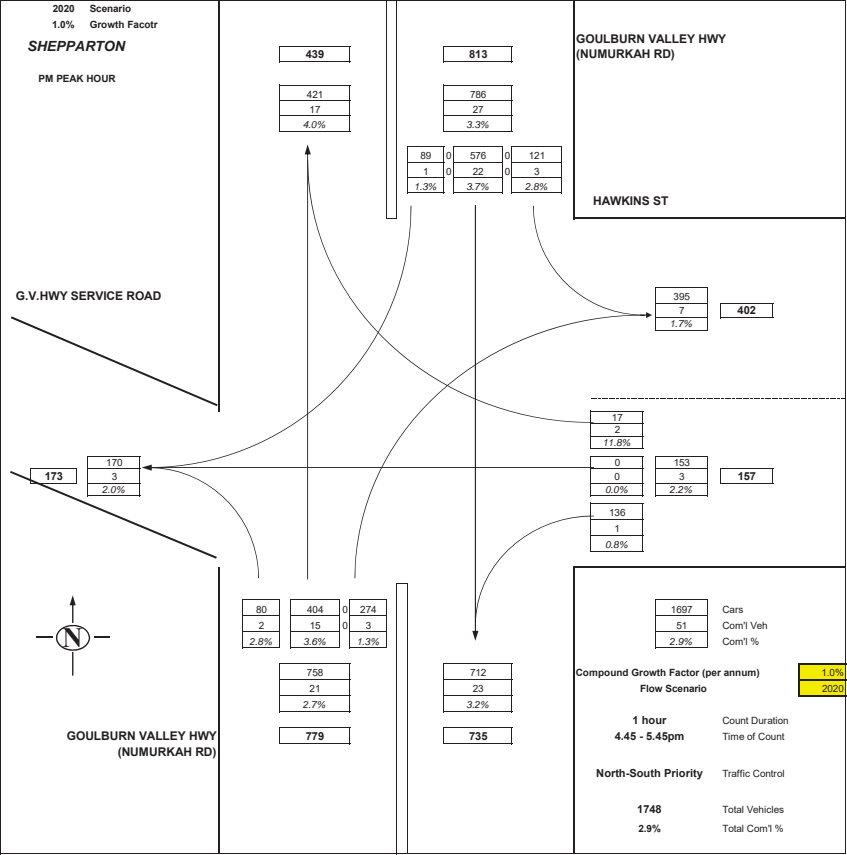 2020 Scenario
1.0% Growth Facotr
SHEPPARTON
PM PEAK HOUR
439
813
GOULBURN VALLEY HWY
(NUMURKAH RD)
421
17
4.0%
786
27
3.3%
89 0 576 0 121
1 0 22 0 3
1.3% 3.7% 2.8%
HAWKINS ST
G.V.HWY SERVICE ROAD
395
7
1.7%
402
17
2
11.8%
173
170
3
2.0%
0
0
0.0%
153
3
2.2%
157
136
1
0.8%
80 404 0 274
2 15 0 3
2.8% 3.6% 1.3%
N
758
21
2.7%
712
23
3.2%
779
735
GOULBURN VALLEY HWY
(NUMURKAH RD)
1697 Cars
51 Com'l Veh
2.9% Com'l %
Compound Growth Factor (per annum) 1.0%
Flow Scenario 2020
1 hour Count Duration
4.45 - 5.45pm Time of Count
North-South Priority Traffic Control
1748 Total Vehicles
2.9% Total Com'l %